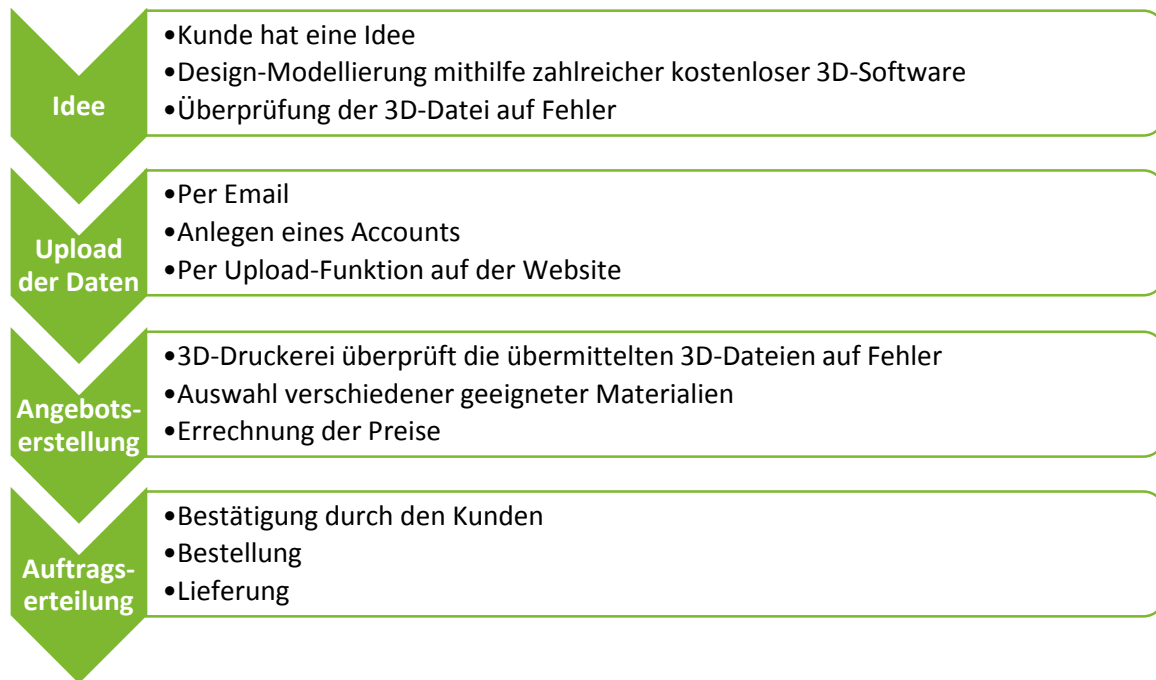 Idee
•Kunde hat eine Idee
•Design-Modellierung mithilfe zahlreicher kostenloser 3D-Software
•Überprüfung der 3D-Datei auf Fehler
Upload
der Daten
•Per Email
•Anlegen eines Accounts
•Per Upload-Funktion auf der Website
Angebots-
erstellung
•3D-Druckerei überprüft die übermittelten 3D-Dateien auf Fehler
•Auswahl verschiedener geeigneter Materialien
•Errechnung der Preise
Auftrags-
erteilung
•Bestätigung durch den Kunden
•Bestellung
•Lieferung